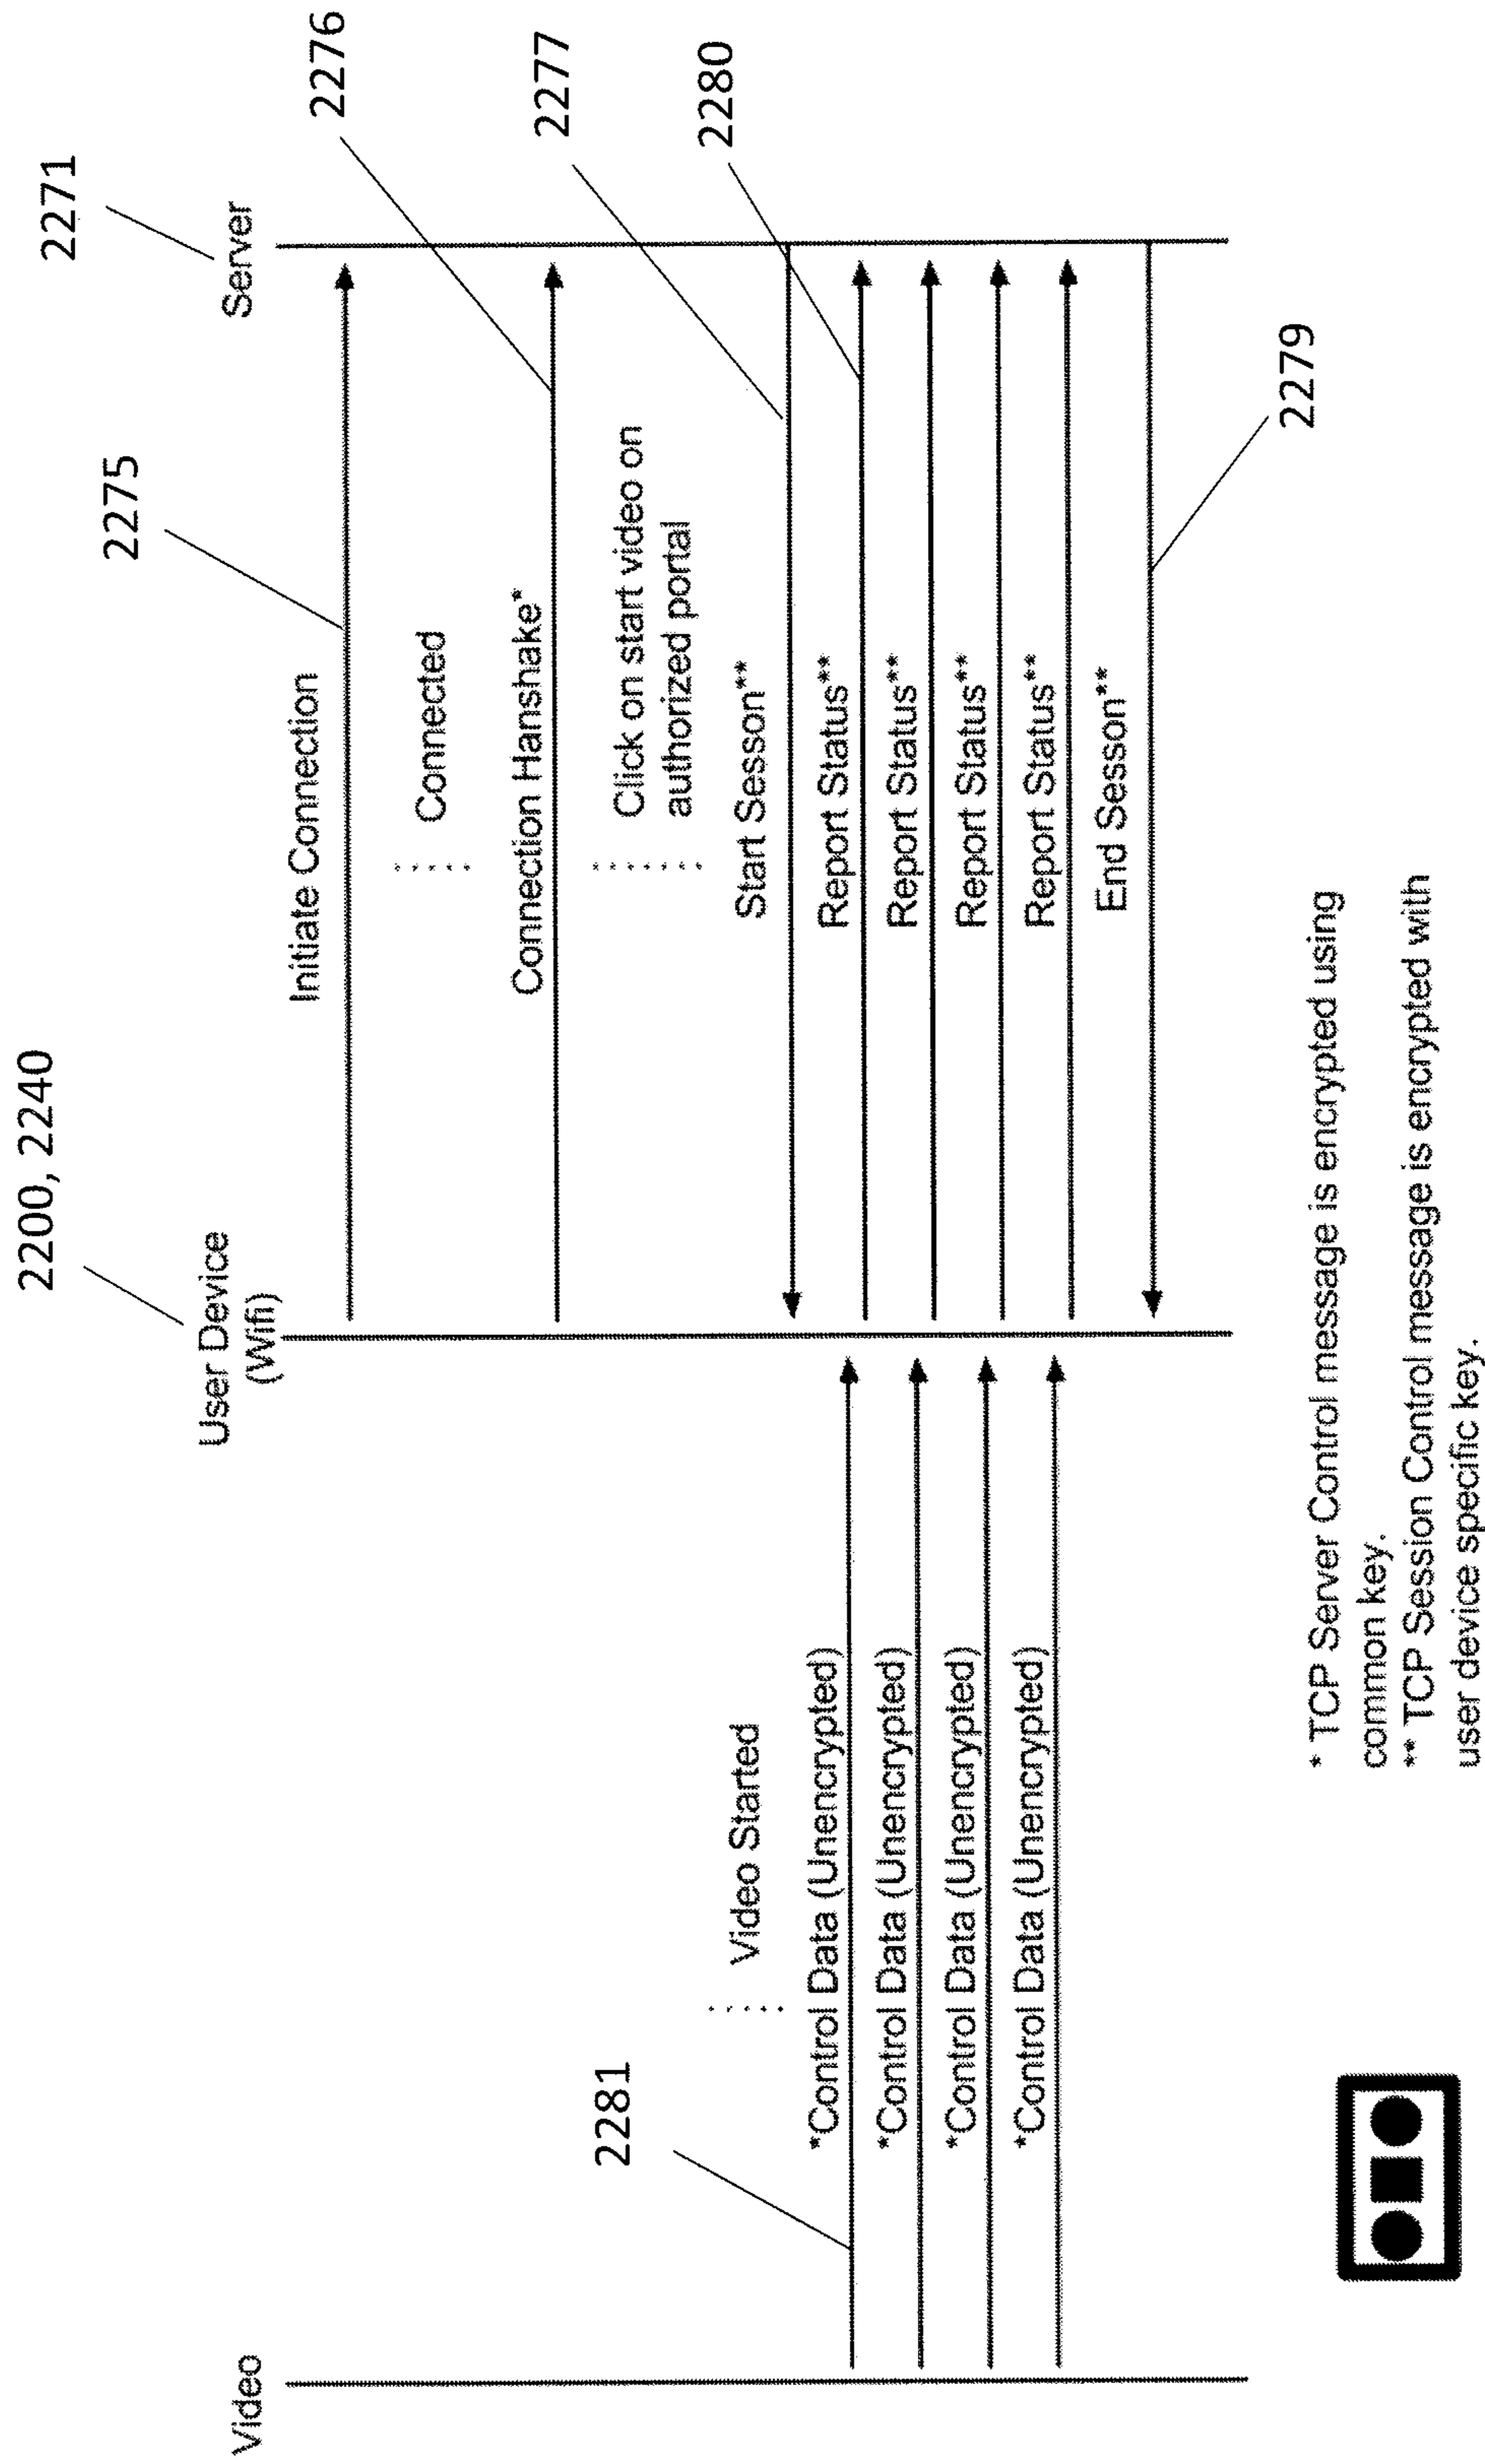 2200, 2240
2271
User Device
(Wifi)
Server
Video
2275
2276
Initiate Connection
Connected
2277
Connection Hanshake*
Click on start video on
authorized portal
2280
2281
Video Started
Start Sesson**
*Control Data (Unencrypted)
Report Status**
*Control Data (Unencrypted)
Report Status**
*Control Data (Unencrypted)
Report Status**
*Control Data (Unencrypted)
Report Status**
End Sesson**
2279
* TCP Server Control message is encrypted using
common key.
** TCP Session Control message is encrypted with
user device specific key.